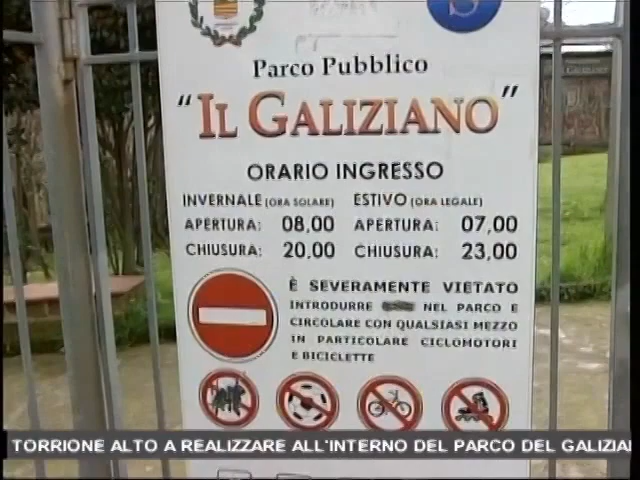 Parco Pubblico
"IL GALIZIANO"
ORARIO INGRESSO
INVERNALE (ORA SOLARE) ESTIVO (ORA LEGALE)
APERTURA: 08,00 APERTURA: 07,00
CHIUSURA: 20,00 CHIUSURA: 23,00
È SEVERAMENTE VIETATO
INTRODURRE NEL PARCO E
CIRCOLARE CON QUALSIASI MEZZO
IN PARTICOLARE CICLOMOTORI
E BICICLETTE
TORRIONE ALTO A REALIZZARE ALL'INTERNO DEL PARCO DEL GALIZIAN